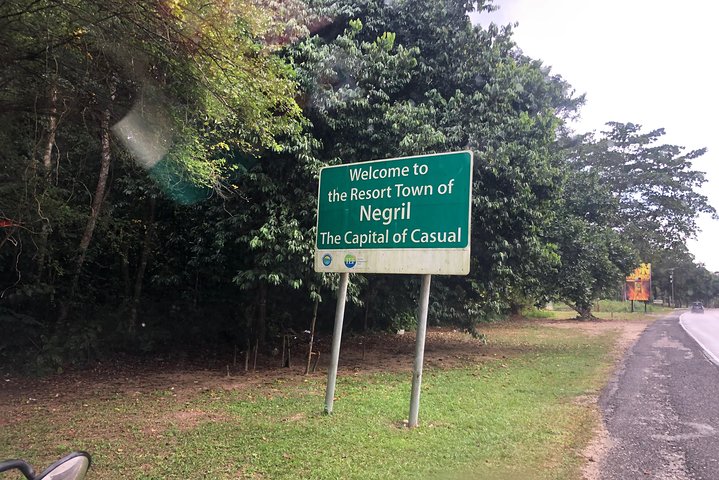 Welcome to
the Resort Town of
Negril
The Capital of Casual